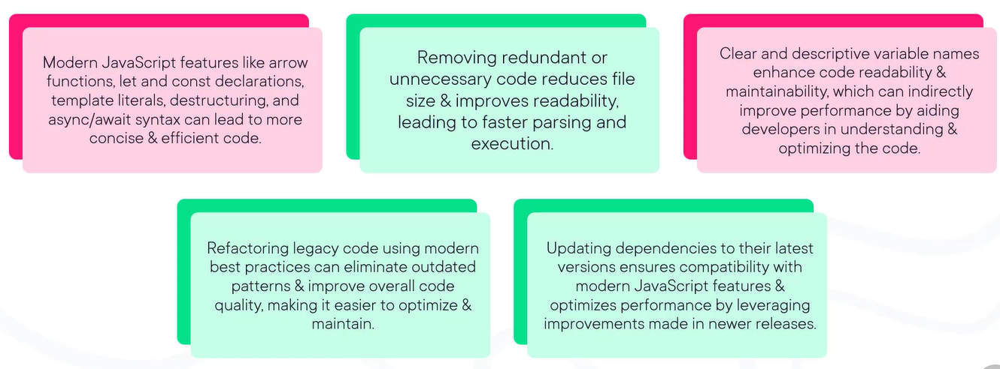 Modern JavaScript features like arrow
functions, let and const declarations,
template literals, destructuring, and
async/await syntax can lead to more
concise & efficient code.
Removing redundant or
unnecessary code reduces file
size & improves readability,
leading to faster parsing and
execution.
Clear and descriptive variable names
enhance code readability &
maintainability, which can indirectly
improve performance by aiding
developers in understanding &
optimizing the code.
Refactoring legacy code using modern
best practices can eliminate outdated
patterns & improve overall code
quality, making it easier to optimize &
maintain.
Updating dependencies to their latest
versions ensures compatibility with
modern JavaScript features &
optimizes performance by leveraging
improvements made in newer releases.